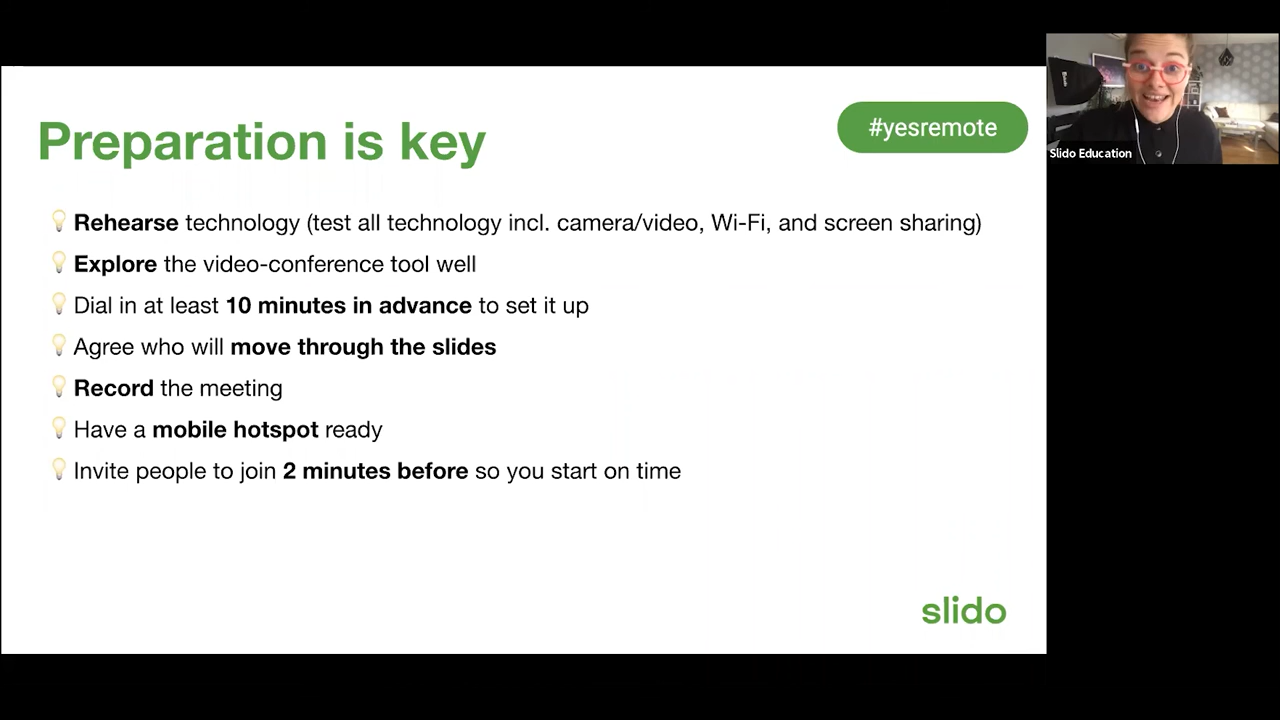 Preparation is key
#yesremote
Slido Education
Rehearse technology (test all technology incl. camera/video, Wi-Fi, and screen sharing)
Explore the video-conference tool well
Dial in at least 10 minutes in advance to set it up
Agree who will move through the slides
Record the meeting
Have a mobile hotspot ready
Invite people to join 2 minutes before so you start on time
slido